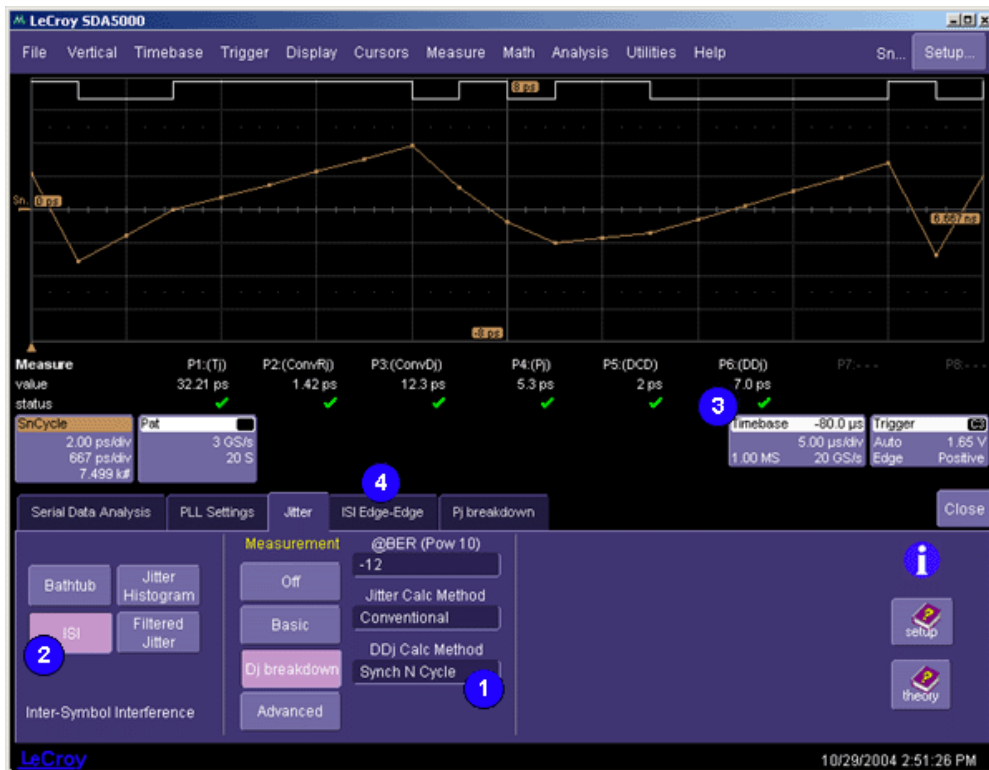 LeCroy SDA5000
File Vertical Timebase Trigger Display Cursors Measure Math Analysis Utilities Help Sn... Setup...
8 ps
Sn. 0 ps
6.667 ns
-8 ps
Measure P1:(Tj) P2:(ConvRj) P3:(ConvDj) P4:(Pj) P5:(DCD) P6:(DDj) P7:--- P8:---
value 32.21 ps 1.42 ps 12.3 ps 5.3 ps 2 ps 7.0 ps
status
3
SnCycle Pat Timebase -80.0 µs Trigger C3
2.00 ps/div 3 GS/s 5.00 µs/div Auto 1.65 V
667 ps/div 20 S 1.00 MS 20 GS/s Edge Positive
7.499 k#
4
Serial Data Analysis PLL Settings Jitter ISI Edge-Edge Pj breakdown Close
Measurement @BER (Pow 10)
Bathtub Jitter Histogram Off -12
Jitter Calc Method
ISI Filtered Jitter Basic Conventional
2
DDj Calc Method
Dj breakdown Synch N Cycle
1
Inter-Symbol Interference Advanced
i
setup
theory
LeCroy 10/29/2004 2:51:26 PM